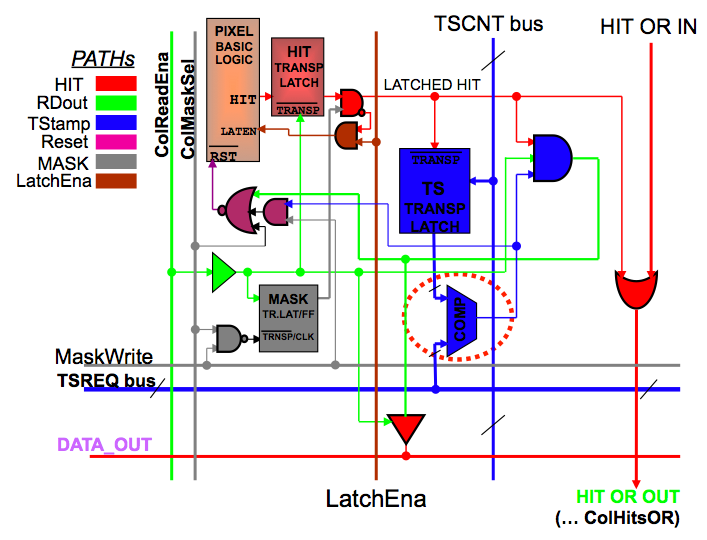 TSCNT bus
HIT OR IN
PATHs
HIT
RDout
TStamp
Reset
MASK
LatchEna
ColReadEna
ColMaskSel
PIXEL
BASIC
LOGIC
HIT
LATEN
RST
HIT
TRANSP
LATCH
TRANSP
LATCHED HIT
TRANSP
TS
TRANSP
LATCH
MASK
TR.LAT/FF
TRNSP/CLK
COMP
MaskWrite
TSREQ bus
DATA_OUT
LatchEna
HIT OR OUT
(... ColHitsOR)